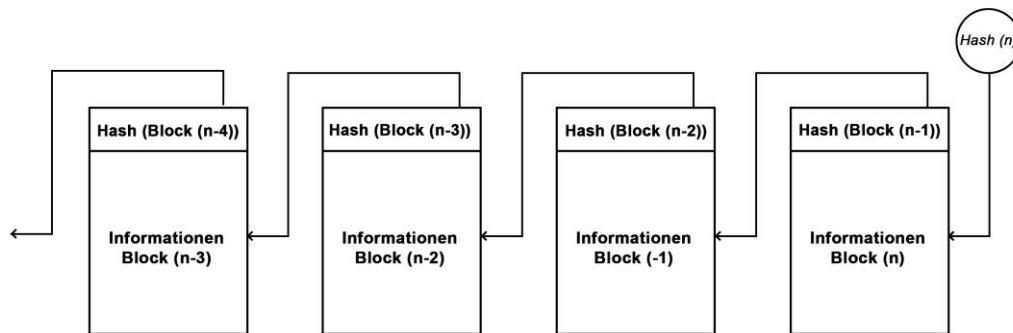 Hash (n)
Hash (Block (n-4))
Hash (Block (n-3))
Hash (Block (n-2))
Hash (Block (n-1))
Informationen
Block (n-3)
Informationen
Block (n-2)
Informationen
Block (-1)
Informationen
Block (n)